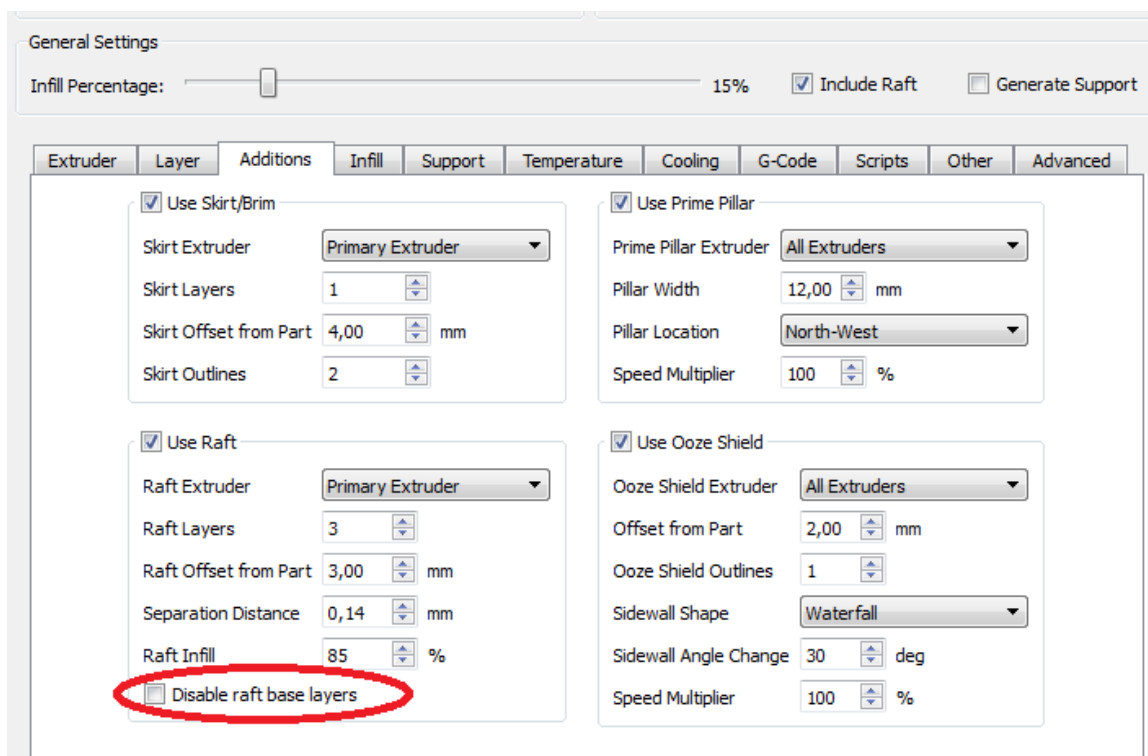 General Settings
Infill Percentage: 15% Include Raft Generate Support
Extruder Layer Additions Infill Support Temperature Cooling G-Code Scripts Other Advanced
Use Skirt/Brim
Skirt Extruder Primary Extruder
Skirt Layers 1
Skirt Offset from Part 4,00 mm
Skirt Outlines 2
Use Prime Pillar
Prime Pillar Extruder All Extruders
Pillar Width 12,00 mm
Pillar Location North-West
Speed Multiplier 100 %
Use Raft
Raft Extruder Primary Extruder
Raft Layers 3
Raft Offset from Part 3,00 mm
Separation Distance 0,14 mm
Raft Infill 85 %
Disable raft base layers
Use Ooze Shield
Ooze Shield Extruder All Extruders
Offset from Part 2,00 mm
Ooze Shield Outlines 1
Sidewall Shape Waterfall
Sidewall Angle Change 30 deg
Speed Multiplier 100 %